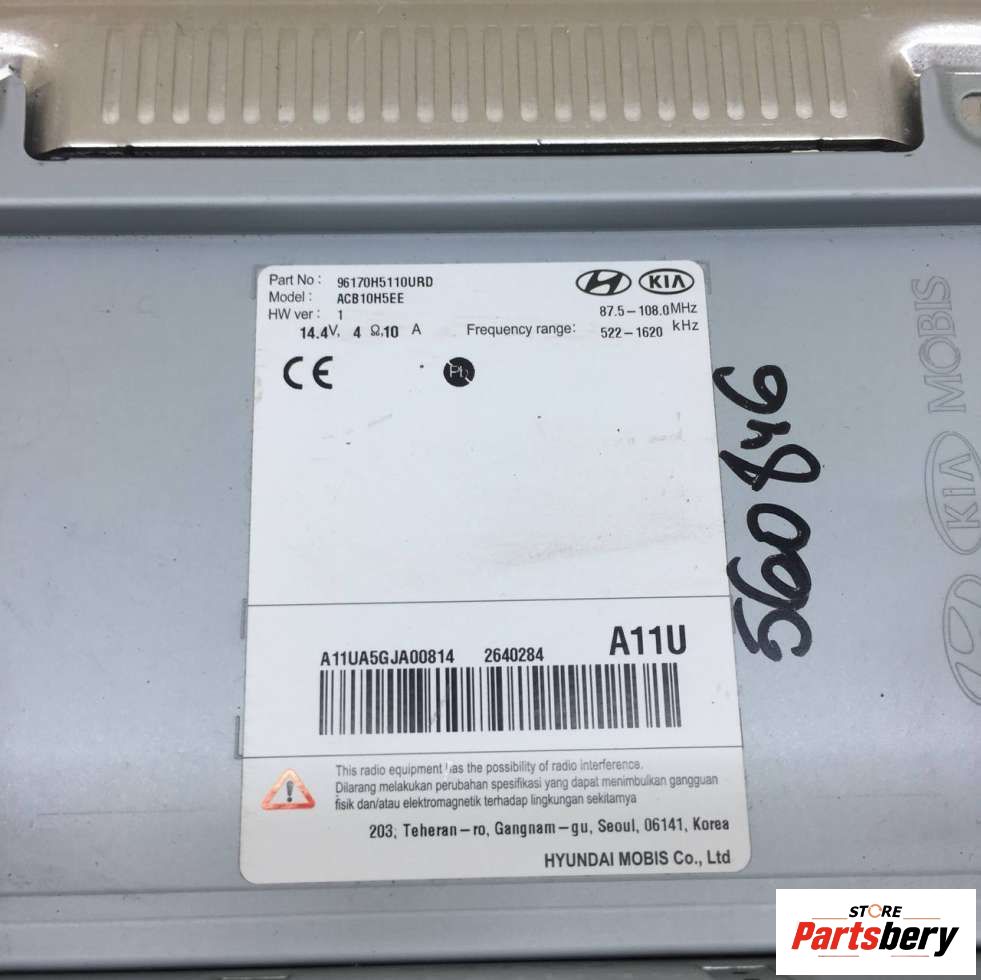 Part No : 96170H5110URD
Model : ACB10H5EE
HW ver : 1
14.4V, 4 Ω,10 A
KIA
87.5-108.0MHz
Frequency range: 522-1620 kHz
CE
Pb
A11UA5GJA00814 2640284 A11U
This radio equipment has the possibility of radio interference.
Dilarang melakukan perubahan spesifikasi yang dapat menimbulkan gangguan
fisik dan/atau elektromagnetik terhadap lingkungan sekitarnya
203, Teheran-ro, Gangnam-gu, Seoul, 06141, Korea
HYUNDAI MOBIS Co., Ltd
560846
KIA MOBIS
STORE
Partsbery